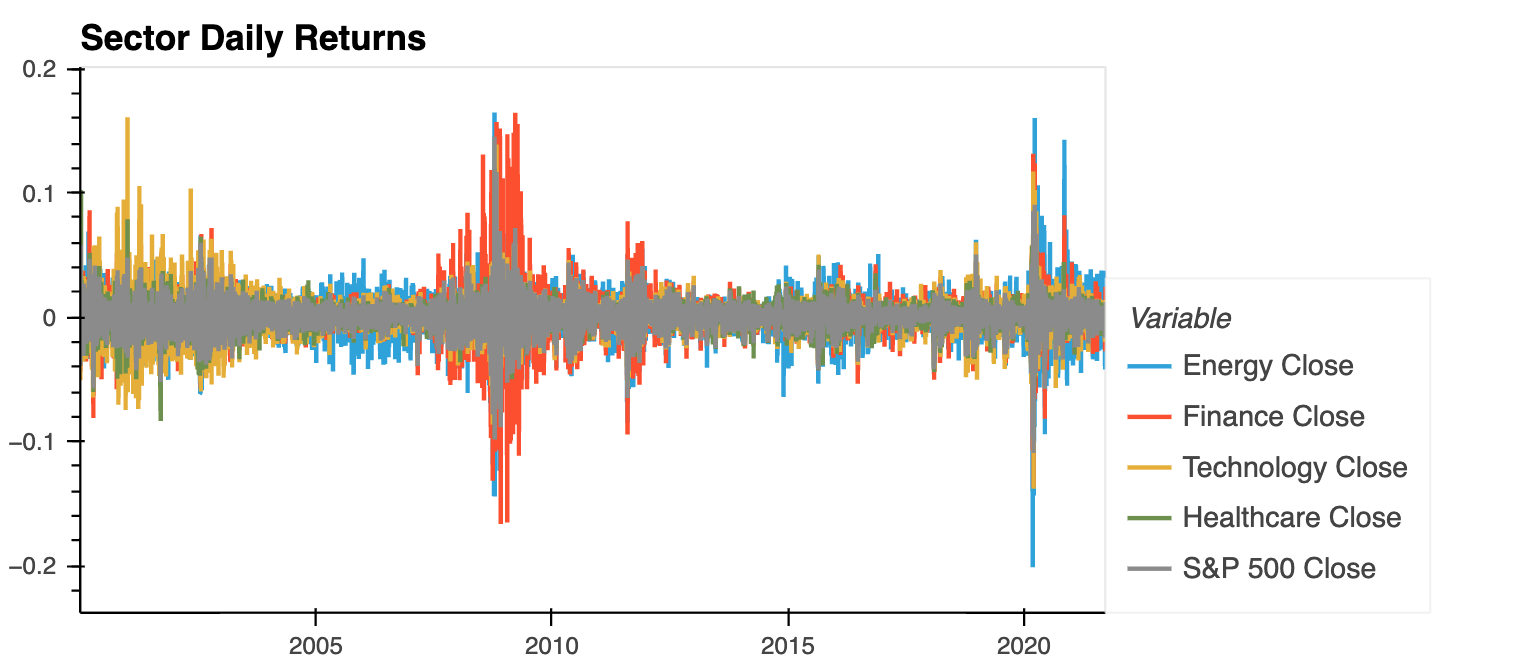 Sector Daily Returns
0.2
0.1
0
−0.1
−0.2
2005 2010 2015 2020
Variable
Energy Close
Finance Close
Technology Close
Healthcare Close
S&P 500 Close